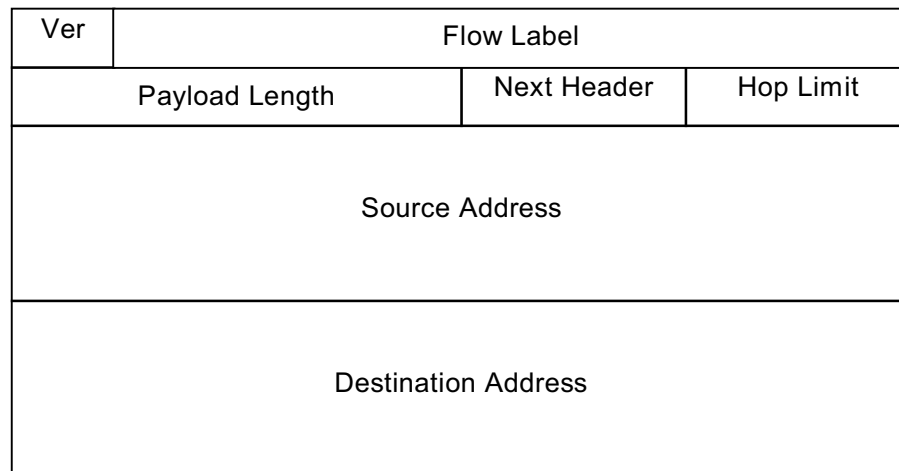 Ver
Flow Label
Payload Length
Next Header
Hop Limit
Source Address
Destination Address